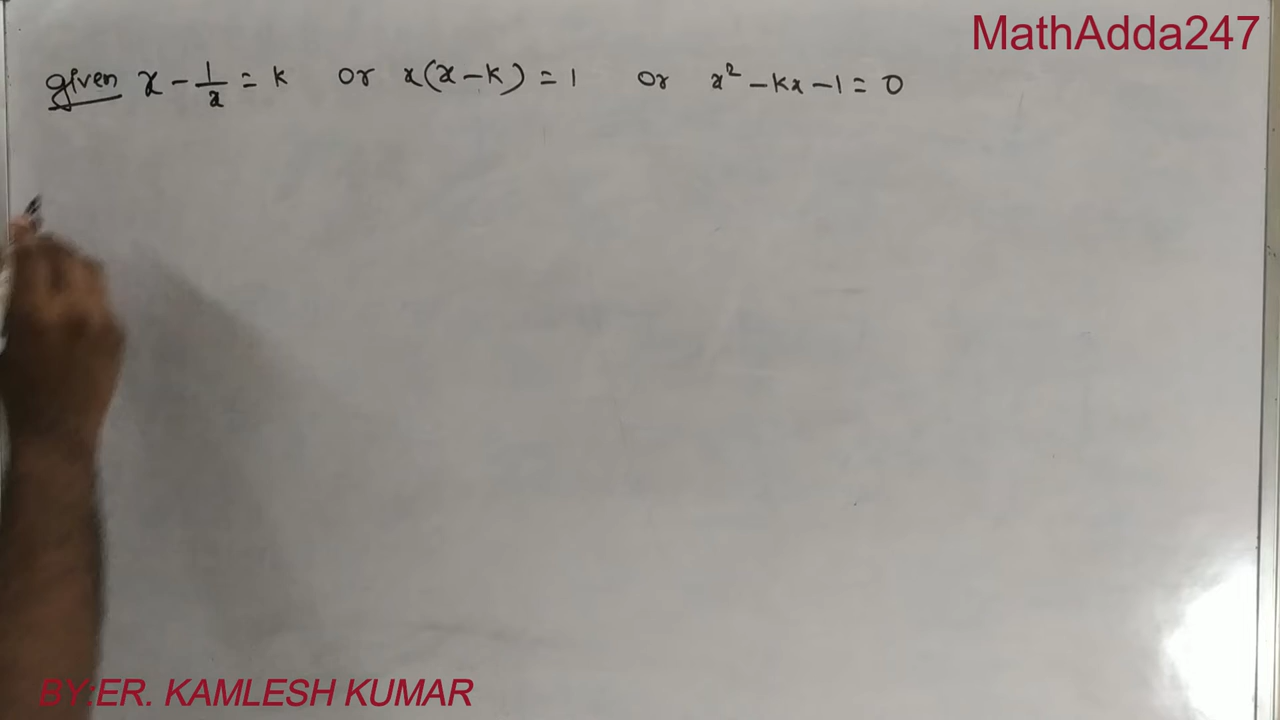 MathAdda247
given x - 1/x = k or x(x-k) = 1 or x² - kx - 1 = 0
BY:ER. KAMLESH KUMAR